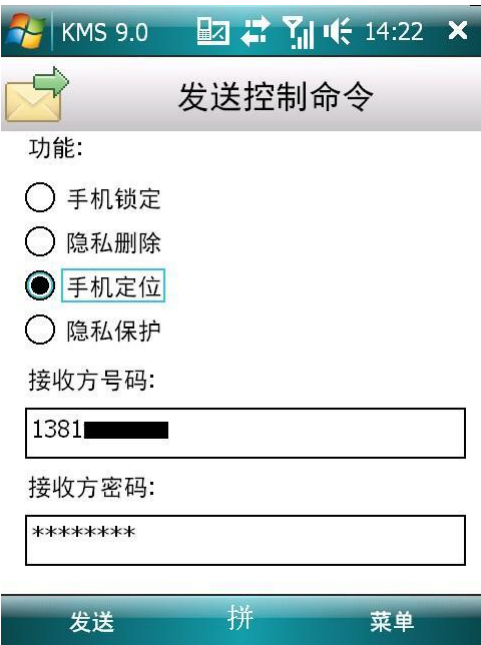 KMS 9.0 14:22
发送控制命令
功能:
手机锁定
隐私删除
手机定位
隐私保护
接收方号码:
1381
接收方密码:
********
发送 拼 菜单